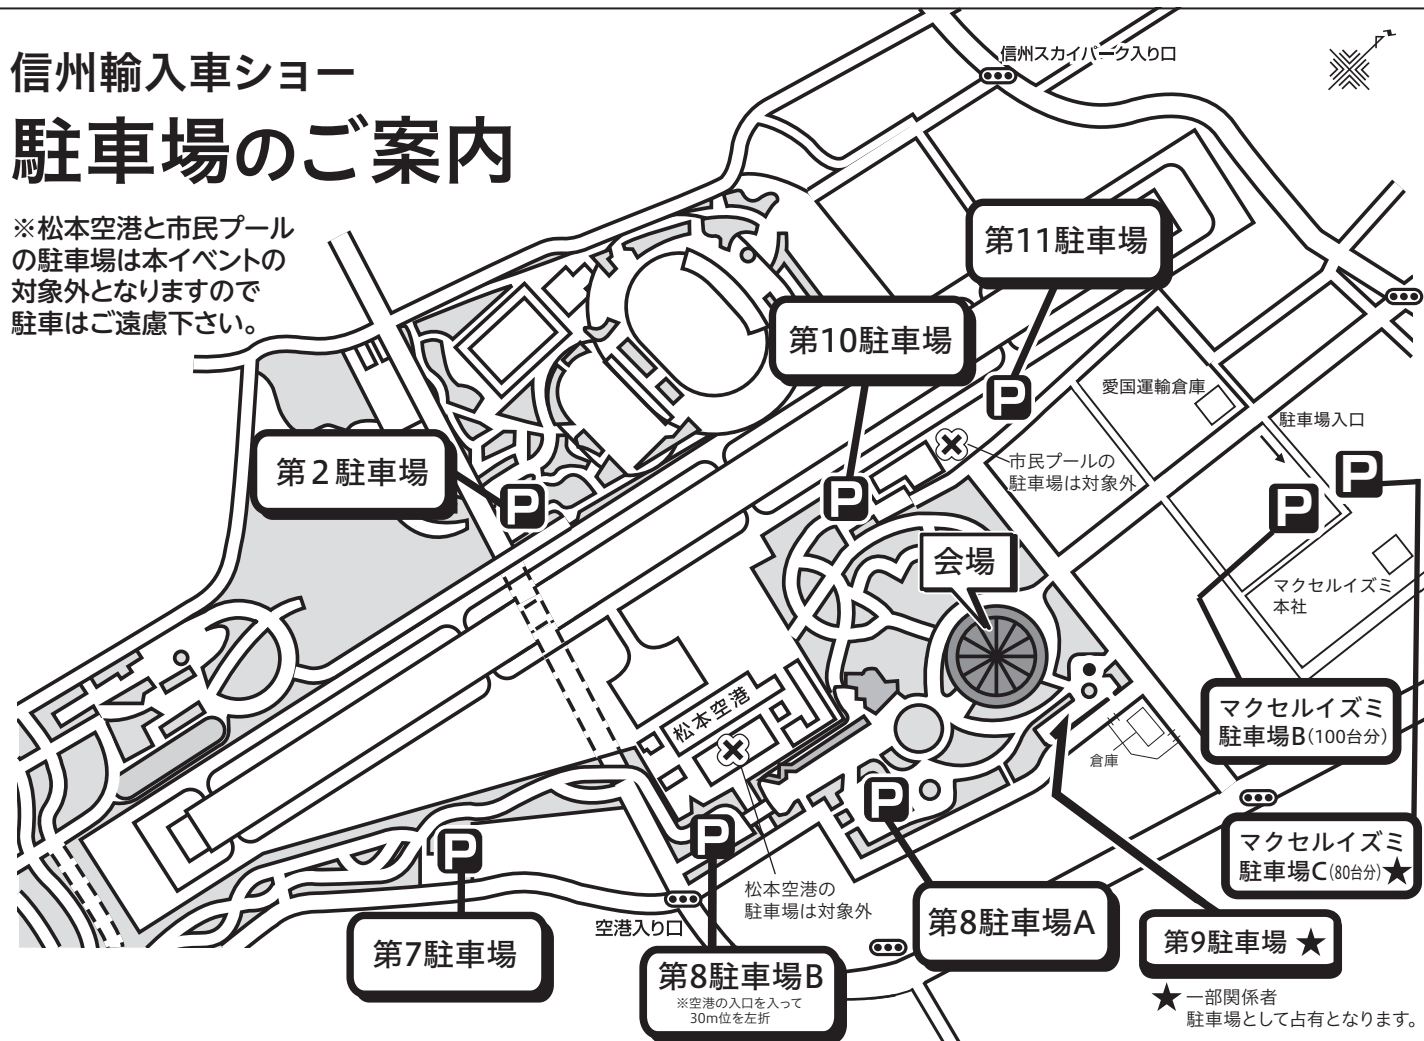 信州輸入車ショー
駐車場のご案内
※松本空港と市民プール
の駐車場は本イベントの
対象外となりますので
駐車はご遠慮下さい。
信州スカイパーク入り口
第11駐車場
第10駐車場
P
愛国運輸倉庫
駐車場入口
第2駐車場
P
P
市民プールの
駐車場は対象外
P
P
会場
マクセルイズミ
本社
松本空港
マクセルイズミ
駐車場B(100台分)
倉庫
P
P
P
マクセルイズミ
駐車場C(80台分)★
松本空港の
駐車場は対象外
空港入り口
第7駐車場
第8駐車場B
※空港の入口を入って
30m位を左折
第8駐車場A
第9駐車場 ★
★ 一部関係者
駐車場として占有となります。